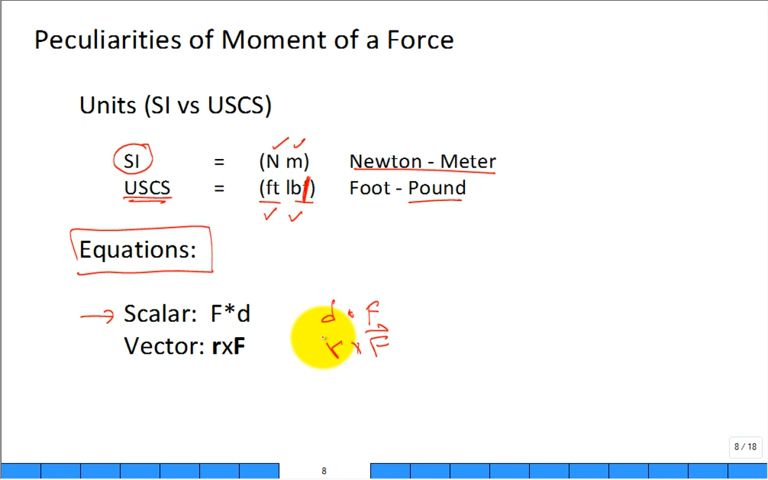 Peculiarities of Moment of a Force
Units (SI vs USCS)
SI = (N m) Newton - Meter
USCS = (ft lbf) Foot - Pound
Equations:
Scalar: F*d d • F
Vector: rxF r x F
8 / 18
8